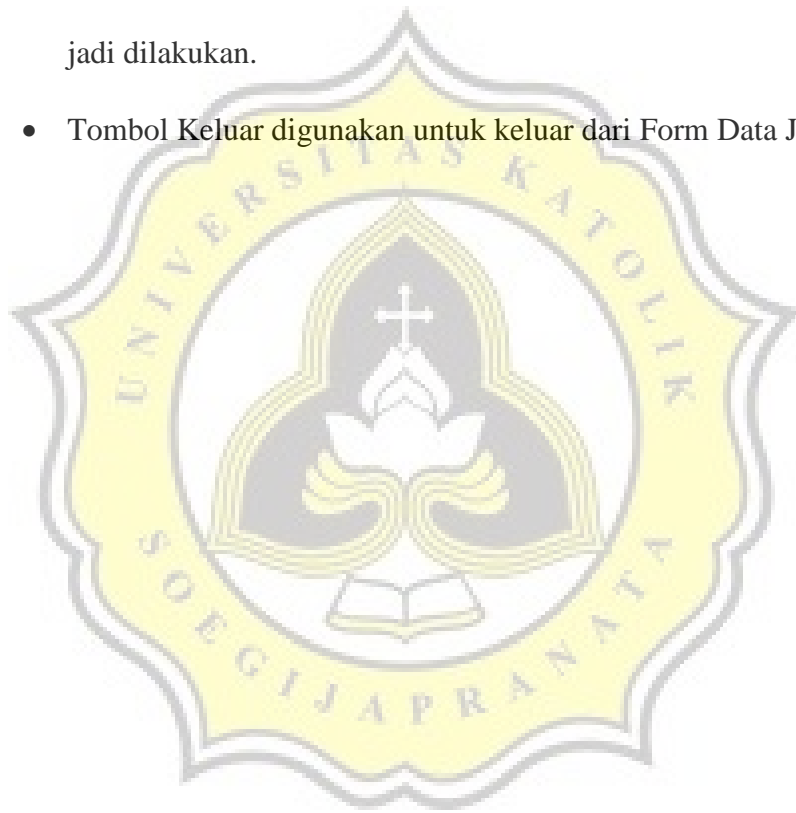 jadi dilakukan.
• Tombol Keluar digunakan untuk keluar dari Form Data J
UNIVERSITAS KATOLIK
SOEGIJAPRANATA